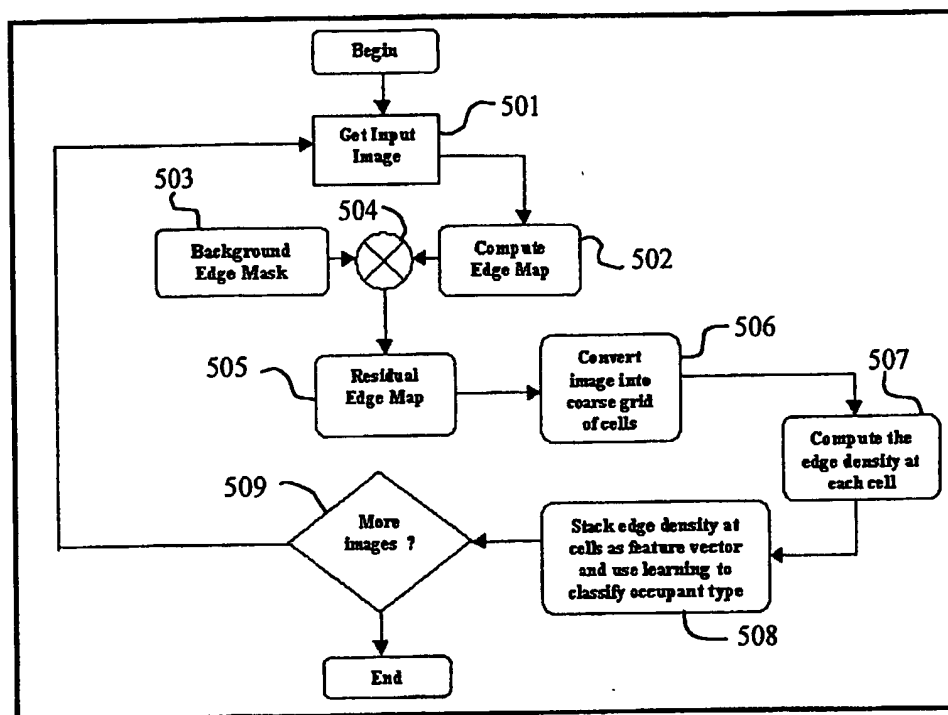 Begin
501
Get Input
Image
503
504
Background
Edge Mask
Compute
Edge Map
502
505
Residual
Edge Map
506
Convert
image into
coarse grid
of cells
507
Compute the
edge density at
each cell
509
More
images ?
Stack edge density at
cells as feature vector
and use learning to
classify occupant type
508
End